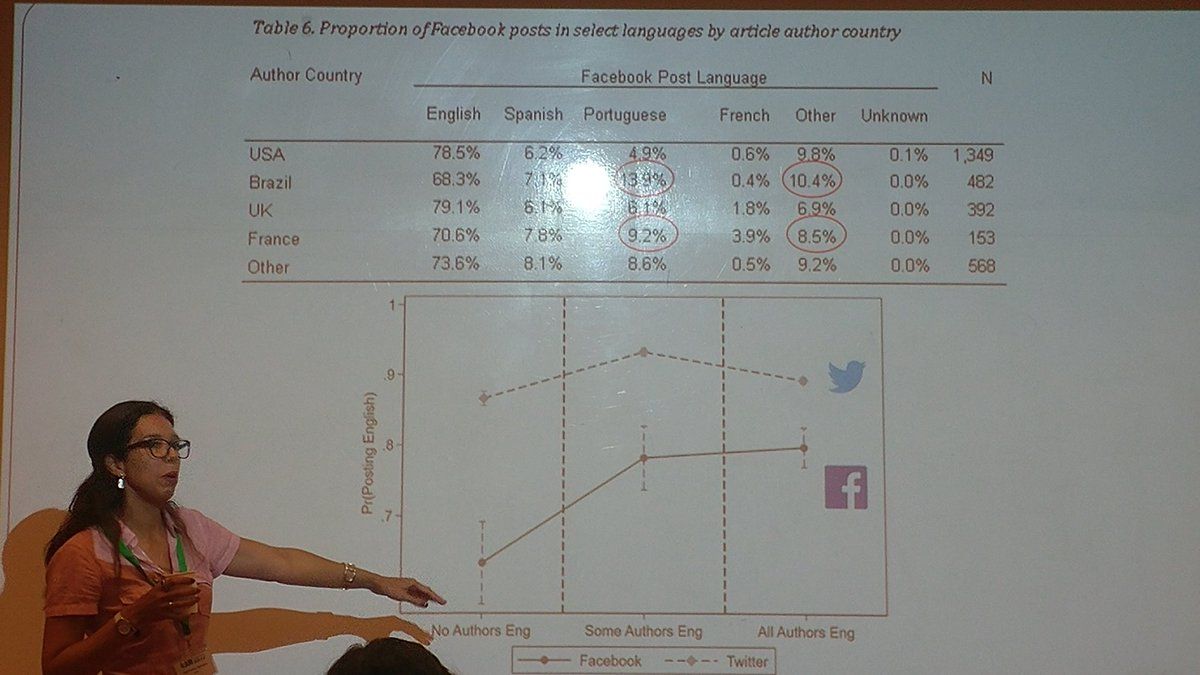 Table 6. Proportion of Facebook posts in select languages by article author country
Author Country Facebook Post Language N
English Spanish Portuguese French Other Unknown
USA 78.5% 6.2% 4.9% 0.6% 9.8% 0.1% 1,349
Brazil 68.3% 7.1% 13.9% 0.4% 10.4% 0.0% 482
UK 79.1% 6.1% 6.1% 1.8% 6.9% 0.0% 392
France 70.6% 7.8% 9.2% 3.9% 8.5% 0.0% 153
Other 73.6% 8.1% 8.6% 0.5% 9.2% 0.0% 568
1
.9
.8
.7
Pr(Posting English)
No Authors Eng Some Authors Eng All Authors Eng
Facebook Twitter